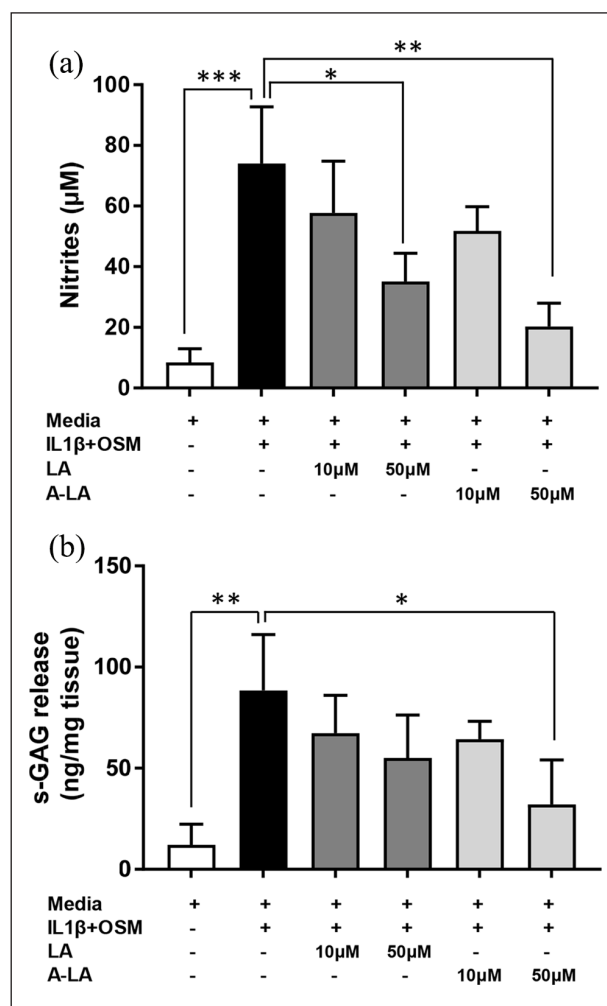 (a)
***
*
**
Nitrites (µM)
100
80
60
40
20
0
Media + + + + + +
IL1β+OSM - + + + + +
LA - - 10µM 50µM - -
A-LA - - - - 10µM 50µM
(b)
**
*
s-GAG release
(ng/mg tissue)
150
100
50
0
Media + + + + + +
IL1β+OSM - + + + + +
LA - - 10µM 50µM - -
A-LA - - - - 10µM 50µM